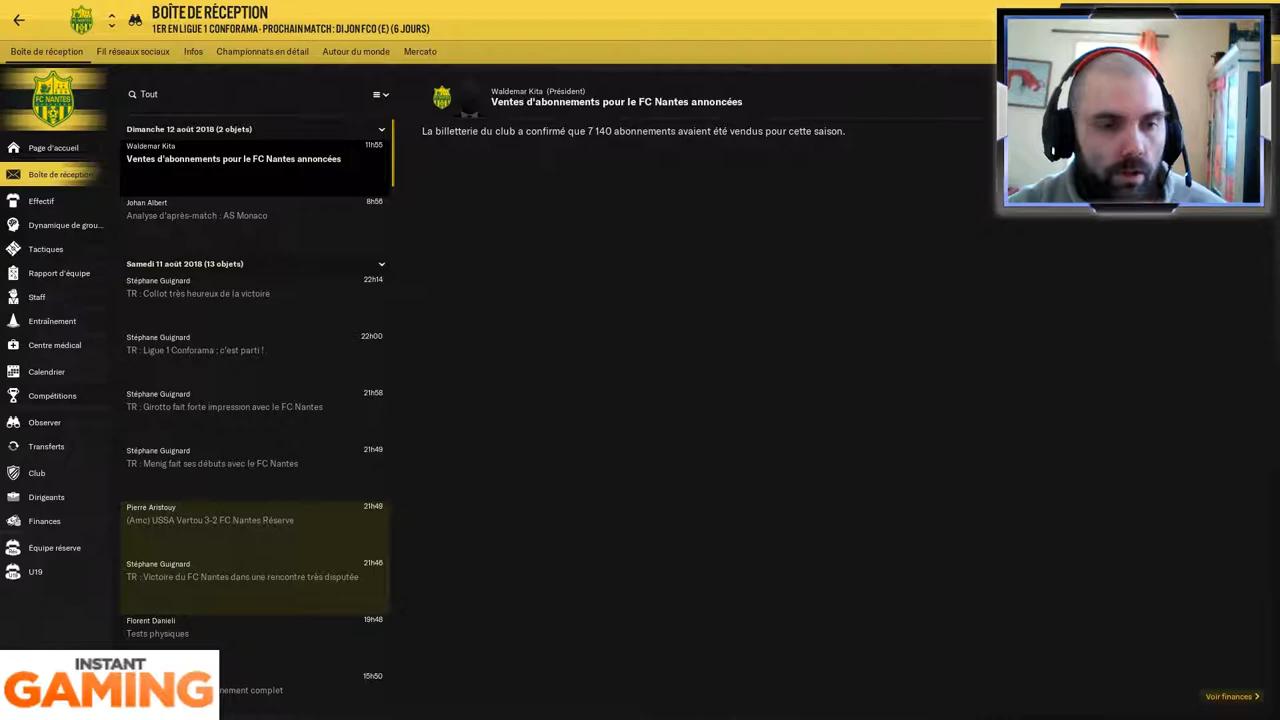 BOÎTE DE RÉCEPTION
1ER EN LIGUE 1 CONFORAMA - PROCHAIN MATCH : DIJON FCO (E) (6 JOURS)
Boîte de réception
Fil réseaux sociaux
Infos
Championnats en détail
Autour du monde
Mercato
FC NANTES
Page d'accueil
Boîte de réception
Effectif
Dynamique de grou...
Tactiques
Rapport d'équipe
Staff
Entraînement
Centre médical
Calendrier
Compétitions
Observer
Transferts
Club
Dirigeants
Finances
Équipe réserve
U19
Tout
Dimanche 12 août 2018 (2 objets)
Waldemar Kita 11h55
Ventes d'abonnements pour le FC Nantes annoncées
Johan Albert 8h56
Analyse d'après-match : AS Monaco
Samedi 11 août 2018 (13 objets)
Stéphane Guignard 22h14
TR : Collot très heureux de la victoire
Stéphane Guignard 22h00
TR : Ligue 1 Conforama : c'est parti !
Stéphane Guignard 21h58
TR : Girotto fait forte impression avec le FC Nantes
Stéphane Guignard 21h49
TR : Menig fait ses débuts avec le FC Nantes
Pierre Aristouy 21h49
(Amc) USSA Vertou 3-2 FC Nantes Réserve
Stéphane Guignard 21h46
TR : Victoire du FC Nantes dans une rencontre très disputée
Florent Danieli 19h48
Tests physiques
15h50
nement complet
Waldemar Kita (Président)
Ventes d'abonnements pour le FC Nantes annoncées
La billetterie du club a confirmé que 7 140 abonnements avaient été vendus pour cette saison.
Voir finances
INSTANT
GAMING